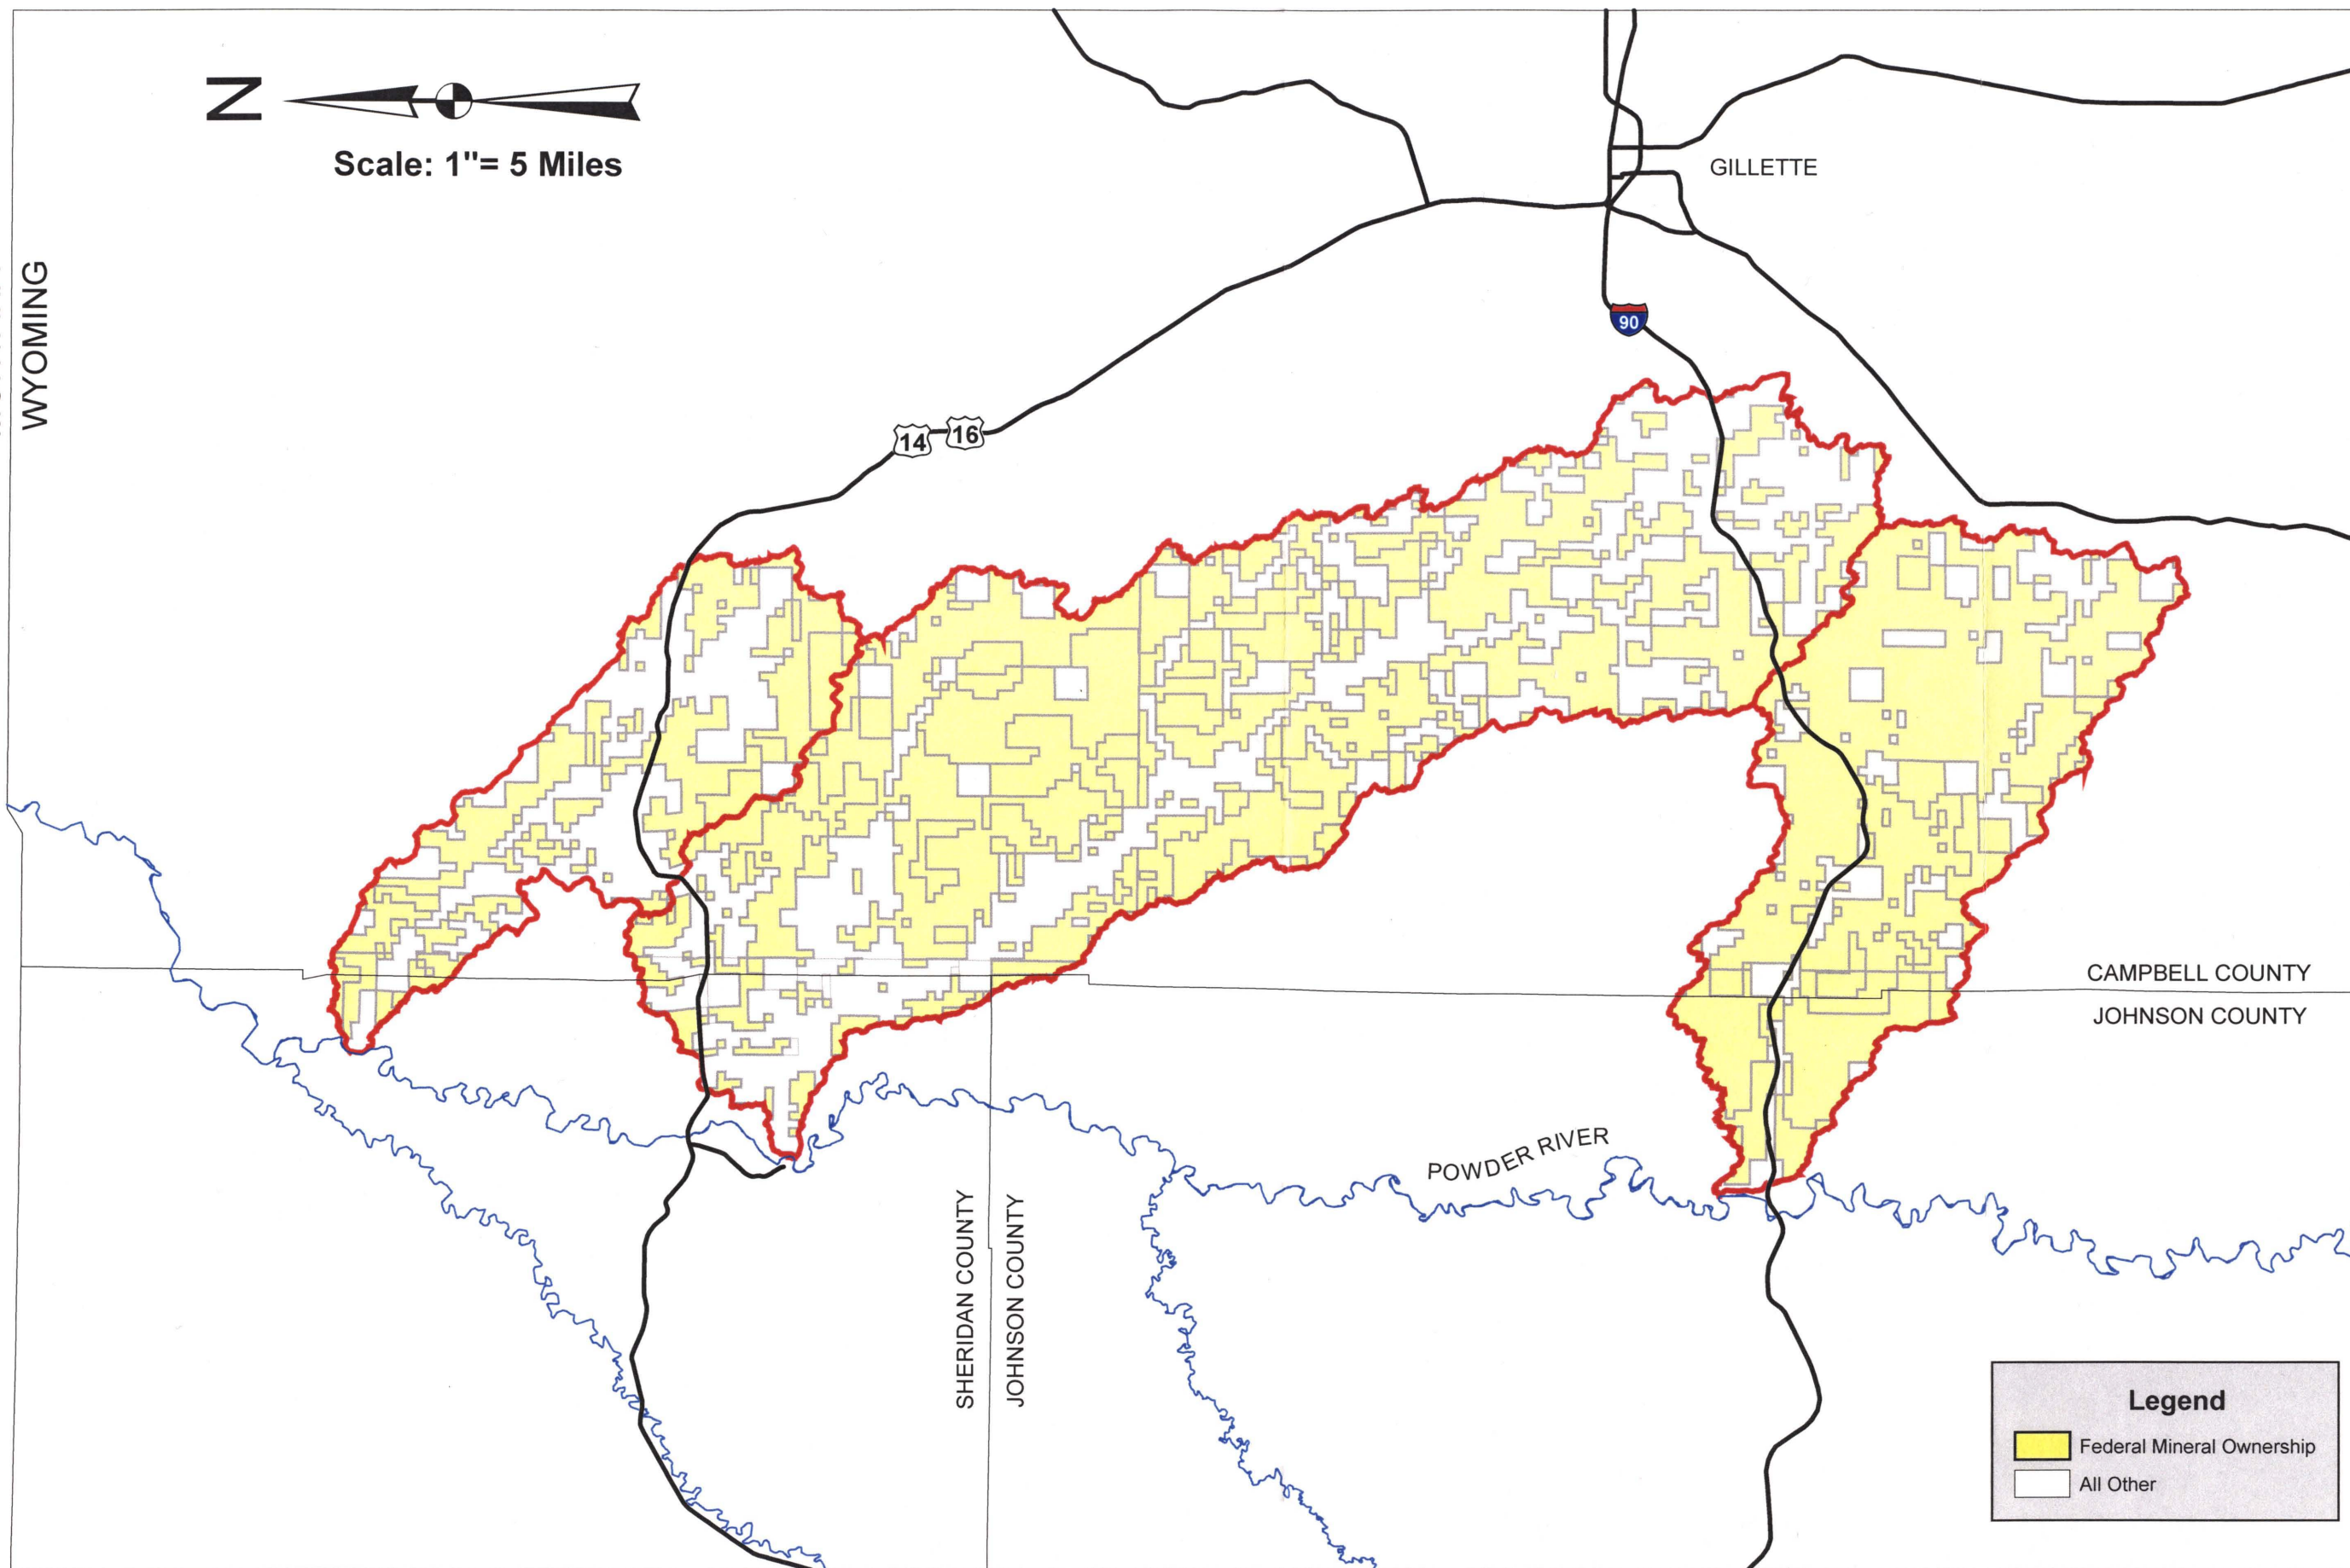 N
Scale: 1"= 5 Miles
WYOMING
GILLETTE
90
14
16
CAMPBELL COUNTY
JOHNSON COUNTY
POWDER RIVER
SHERIDAN COUNTY
JOHNSON COUNTY
Legend
Federal Mineral Ownership
All Other